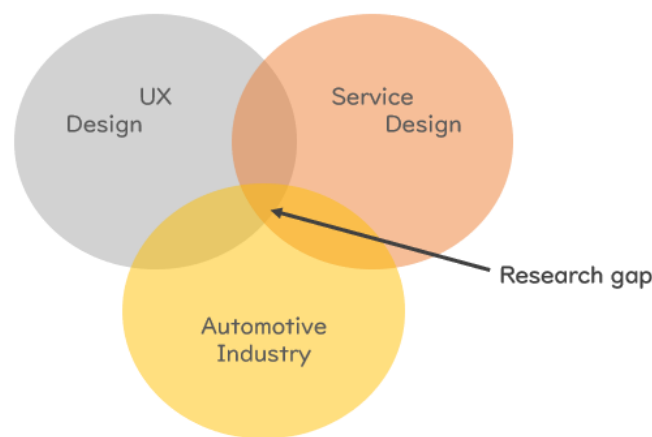 UX
Design
Service
Design
Research gap
Automotive
Industry